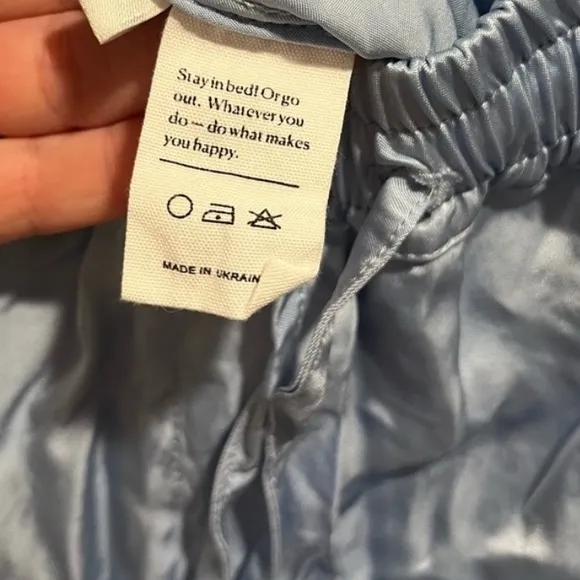 Stay in bed! Or go
out. Whatever you
do — do what makes
you happy.
MADE IN UKRAIN